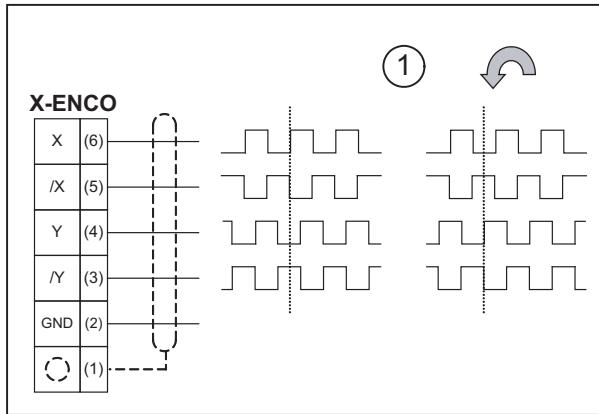 1
X-ENCO
X (6)
/X (5)
Y (4)
/Y (3)
GND (2)
(1)